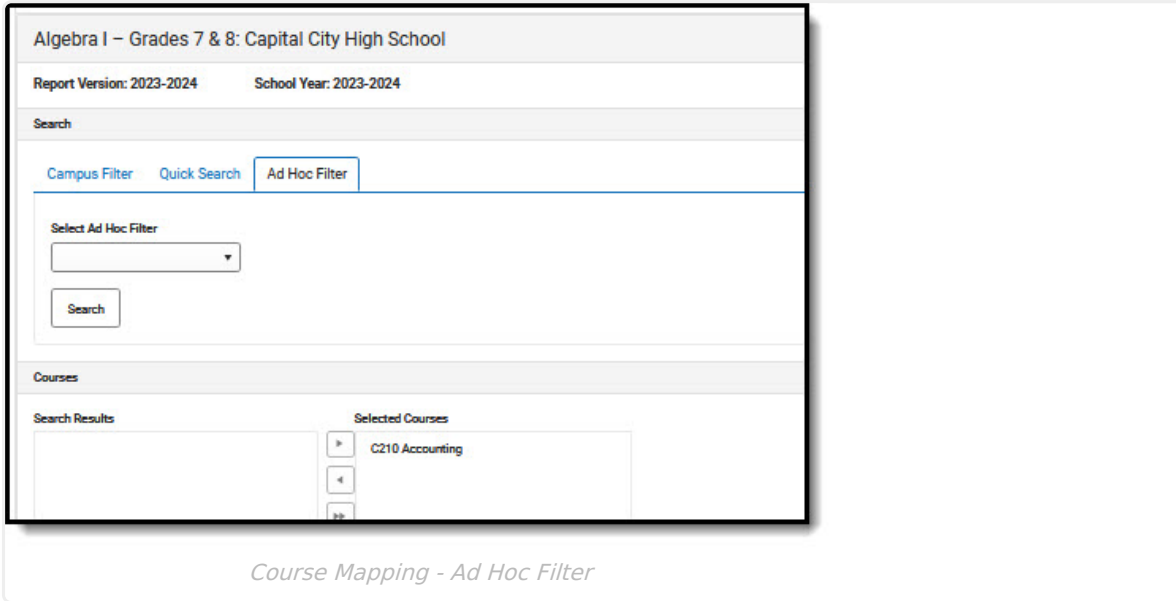 Algebra I – Grades 7 & 8: Capital City High School
Report Version: 2023-2024 School Year: 2023-2024
Search
Campus Filter Quick Search Ad Hoc Filter
Select Ad Hoc Filter
Search
Courses
Search Results Selected Courses
C210 Accounting
Course Mapping - Ad Hoc Filter